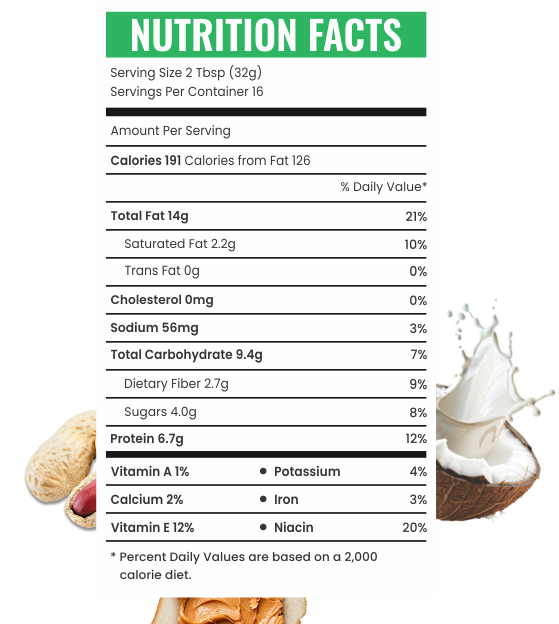 NUTRITION FACTS
Serving Size 2 Tbsp (32g)
Servings Per Container 16
Amount Per Serving
Calories 191 Calories from Fat 126
% Daily Value*
Total Fat 14g 21%
Saturated Fat 2.2g 10%
Trans Fat 0g 0%
Cholesterol 0mg 0%
Sodium 56mg 3%
Total Carbohydrate 9.4g 7%
Dietary Fiber 2.7g 9%
Sugars 4.0g 8%
Protein 6.7g 12%
Vitamin A 1% • Potassium 4%
Calcium 2% • Iron 3%
Vitamin E 12% • Niacin 20%
* Percent Daily Values are based on a 2,000
calorie diet.